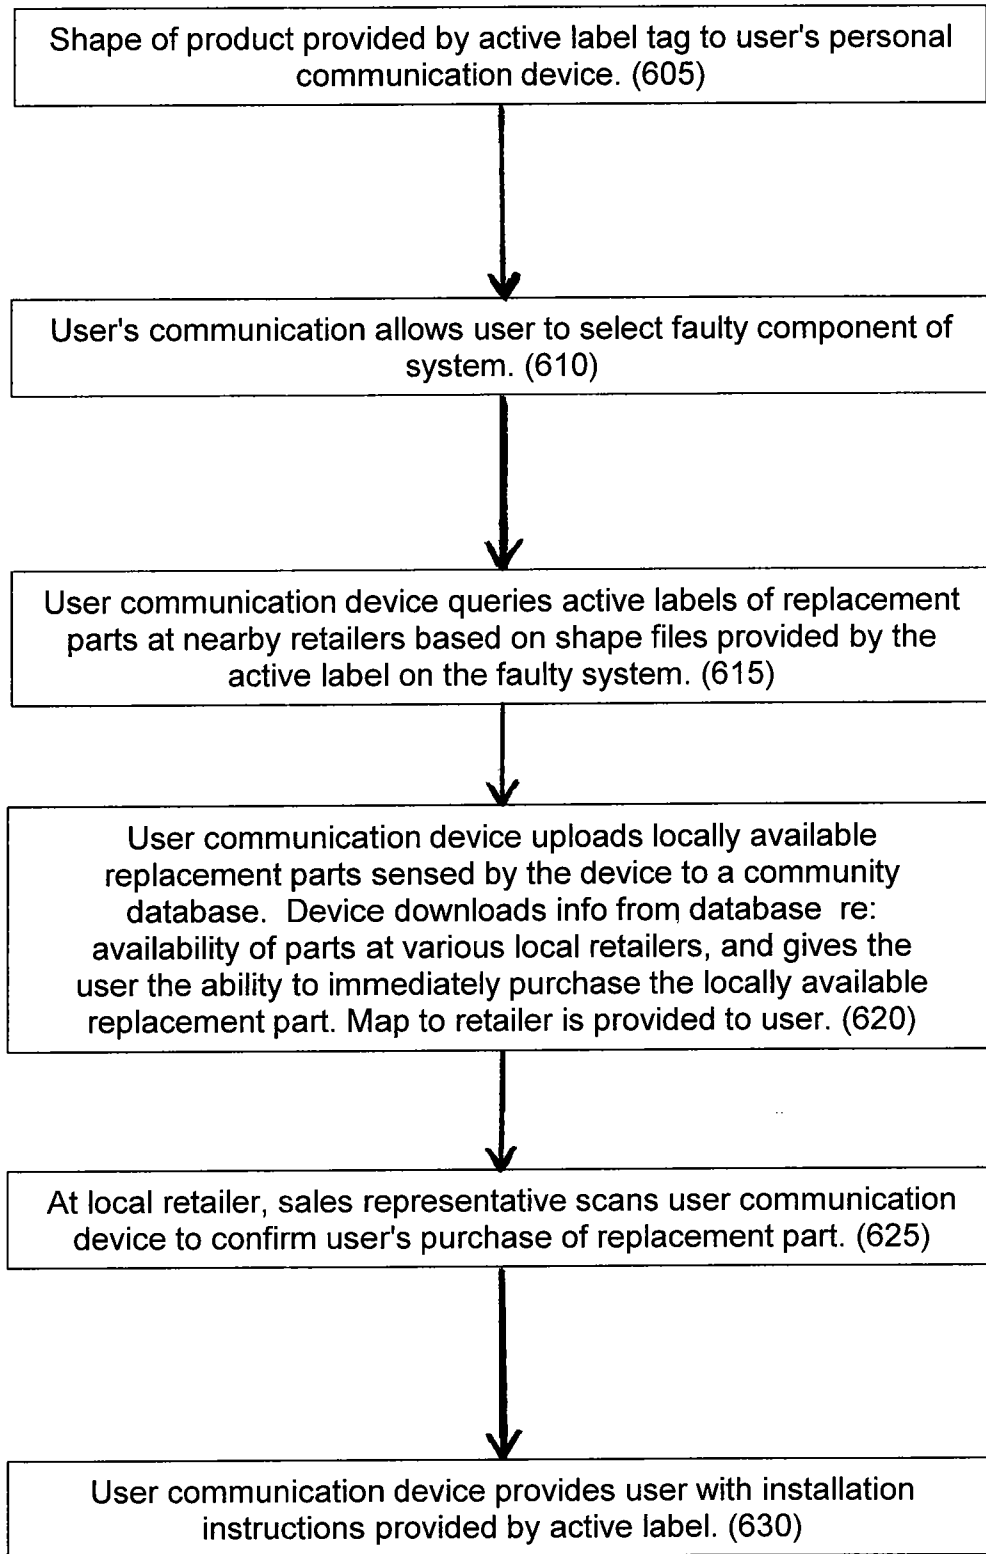 Shape of product provided by active label tag to user's personal
communication device. (605)
User's communication allows user to select faulty component of
system. (610)
User communication device queries active labels of replacement
parts at nearby retailers based on shape files provided by the
active label on the faulty system. (615)
User communication device uploads locally available
replacement parts sensed by the device to a community
database. Device downloads info from database re:
availability of parts at various local retailers, and gives the
user the ability to immediately purchase the locally available
replacement part. Map to retailer is provided to user. (620)
At local retailer, sales representative scans user communication
device to confirm user's purchase of replacement part. (625)
User communication device provides user with installation
instructions provided by active label. (630)